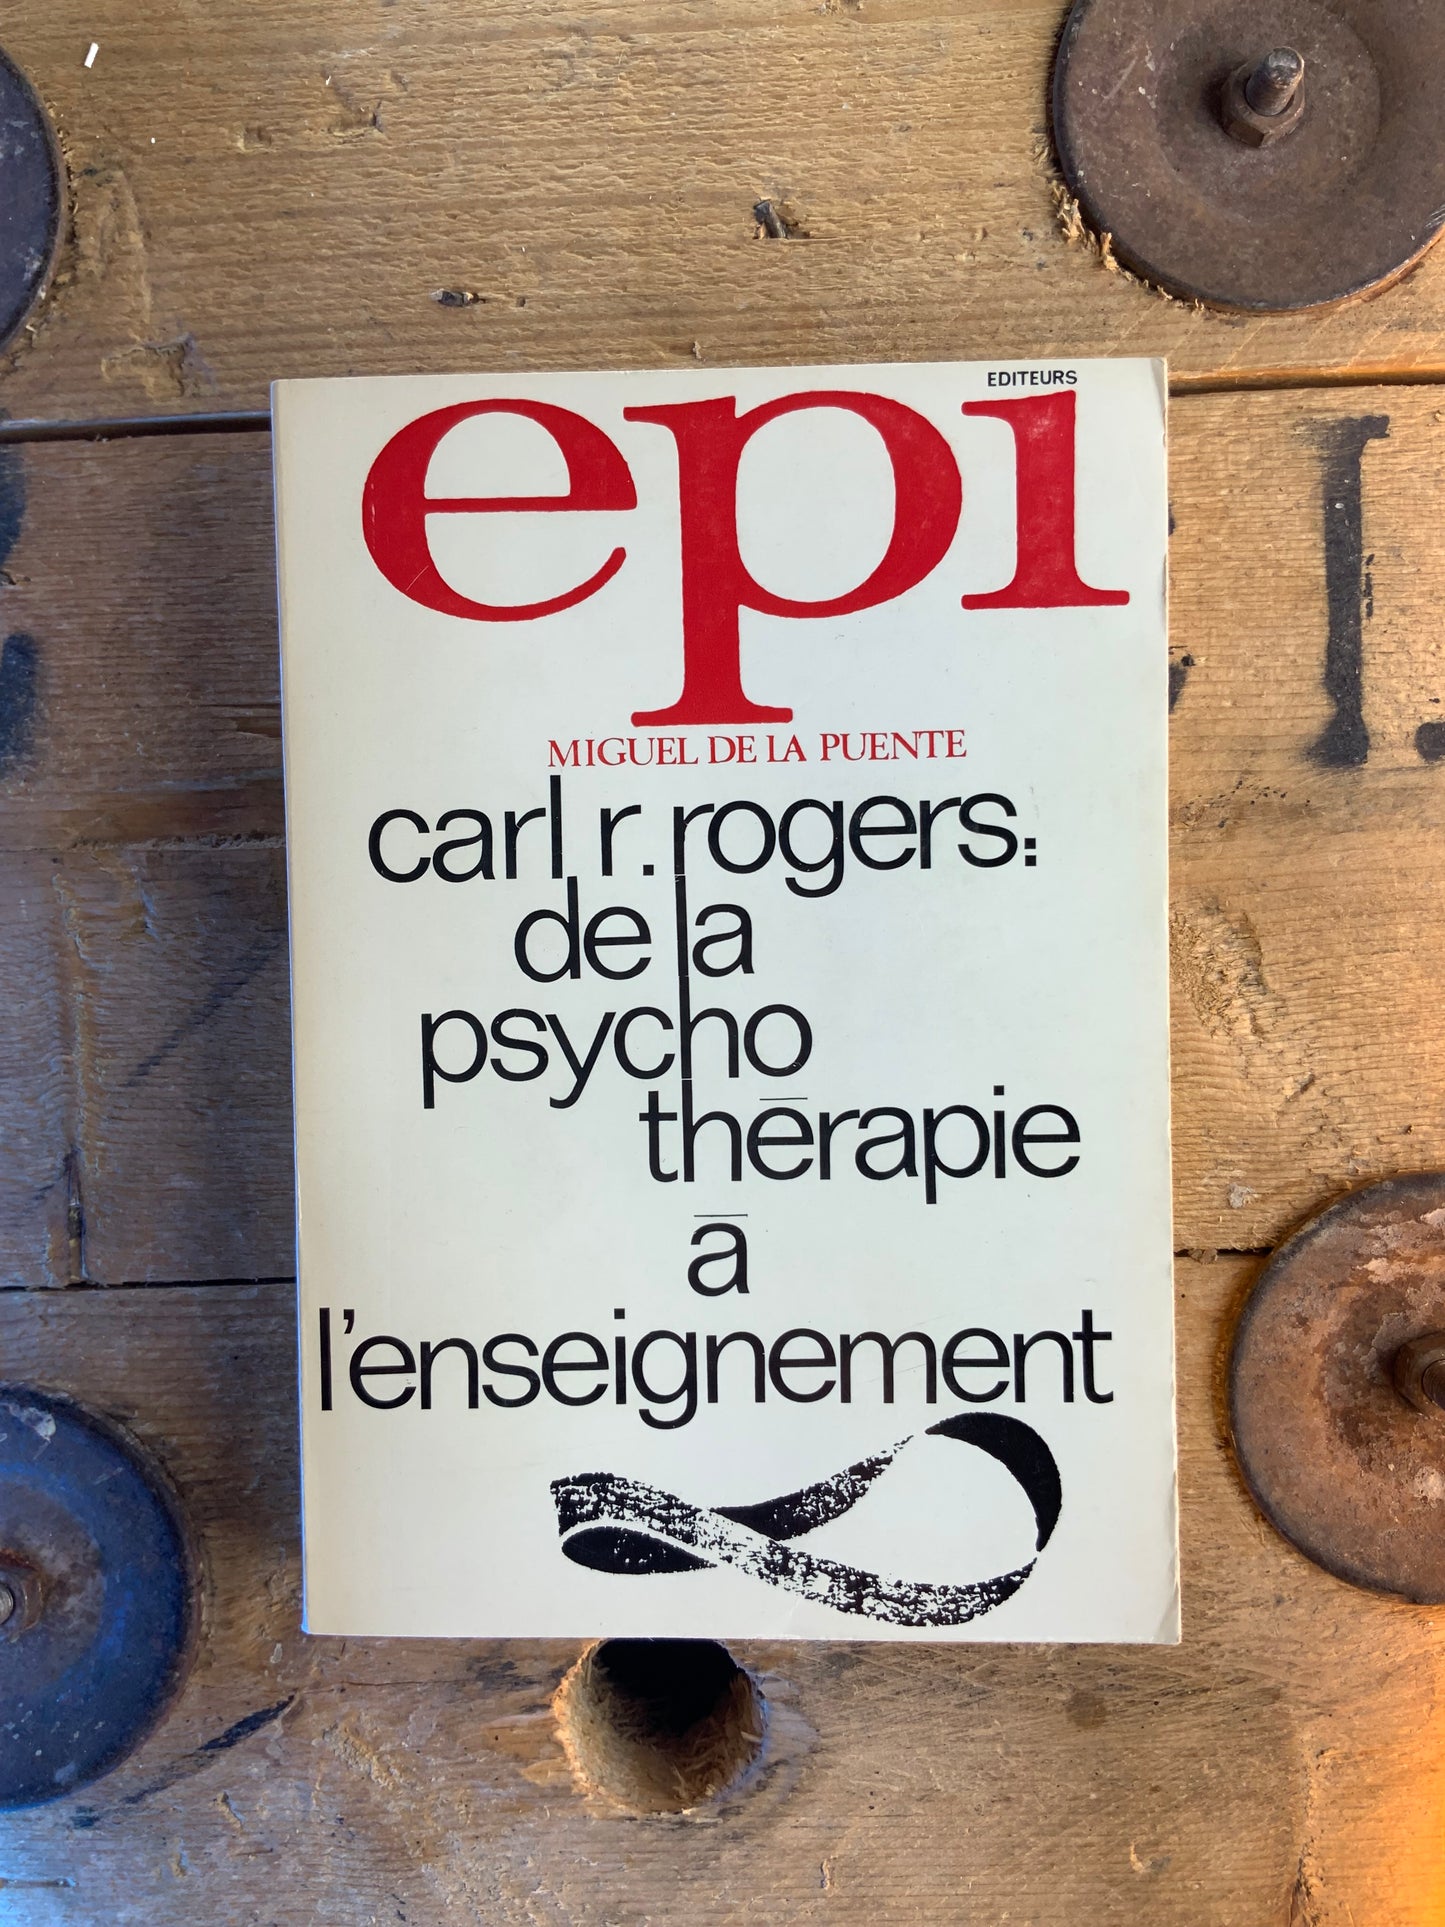 EDITEURS
epi
MIGUEL DE LA PUENTE
carl r. rogers:
de la
psycho
thērapie
ā
l'enseignement
I.